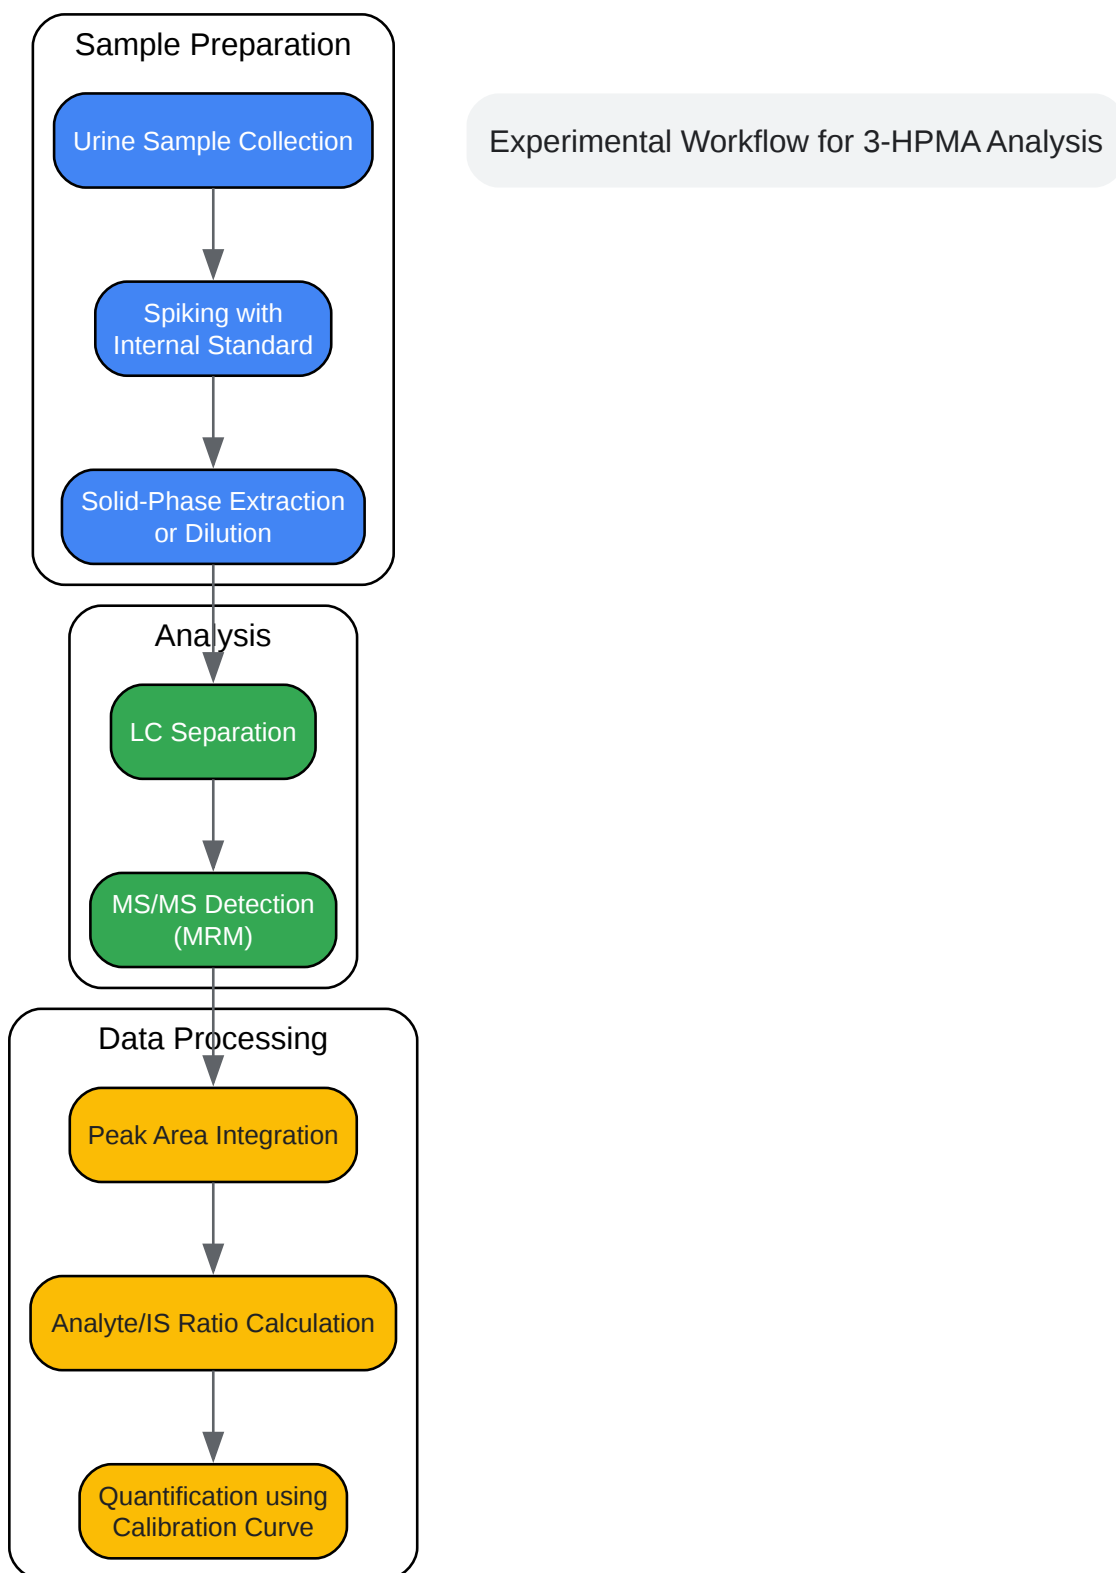 Sample Preparation
Urine Sample Collection
Experimental Workflow for 3-HPMA Analysis
Spiking with
Internal Standard
Solid-Phase Extraction
or Dilution
Analysis
LC Separation
MS/MS Detection
(MRM)
Data Processing
Peak Area Integration
Analyte/IS Ratio Calculation
Quantification using
Calibration Curve